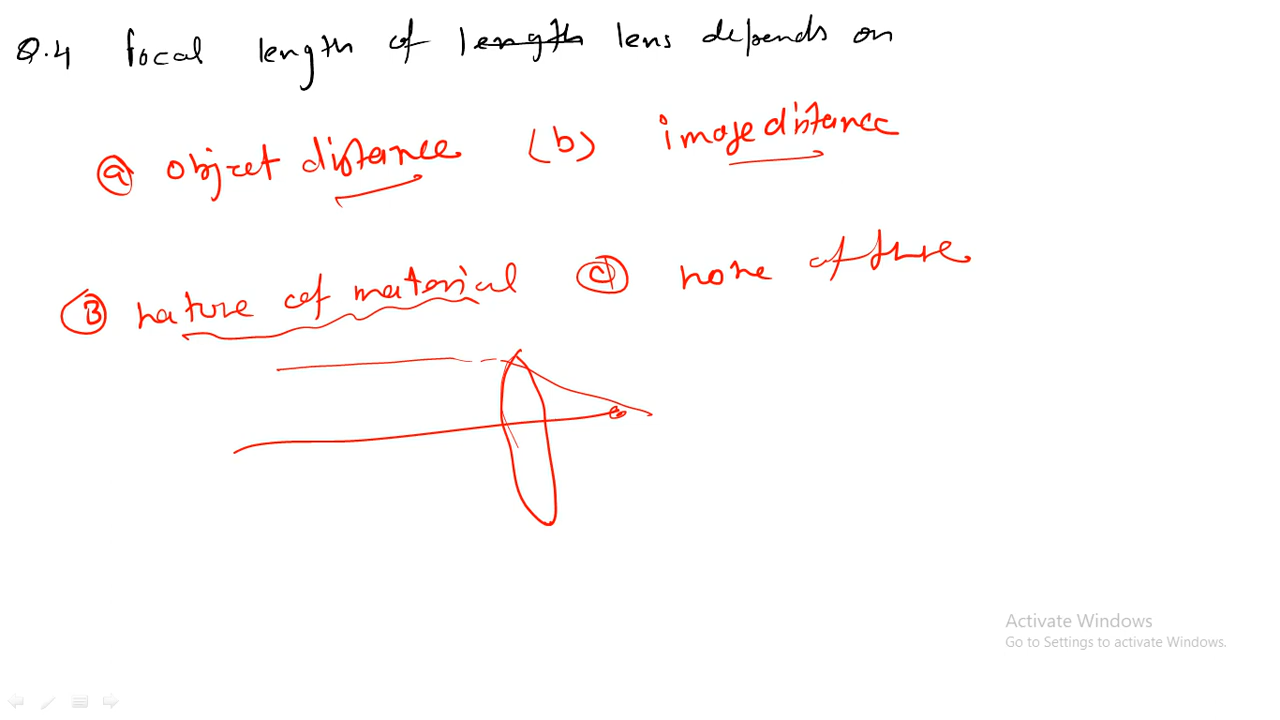 Q.4 focal length of length lens depends on
(a) object distance (b) image distance
(B) nature of material (d) none of these
Activate Windows
Go to Settings to activate Windows.